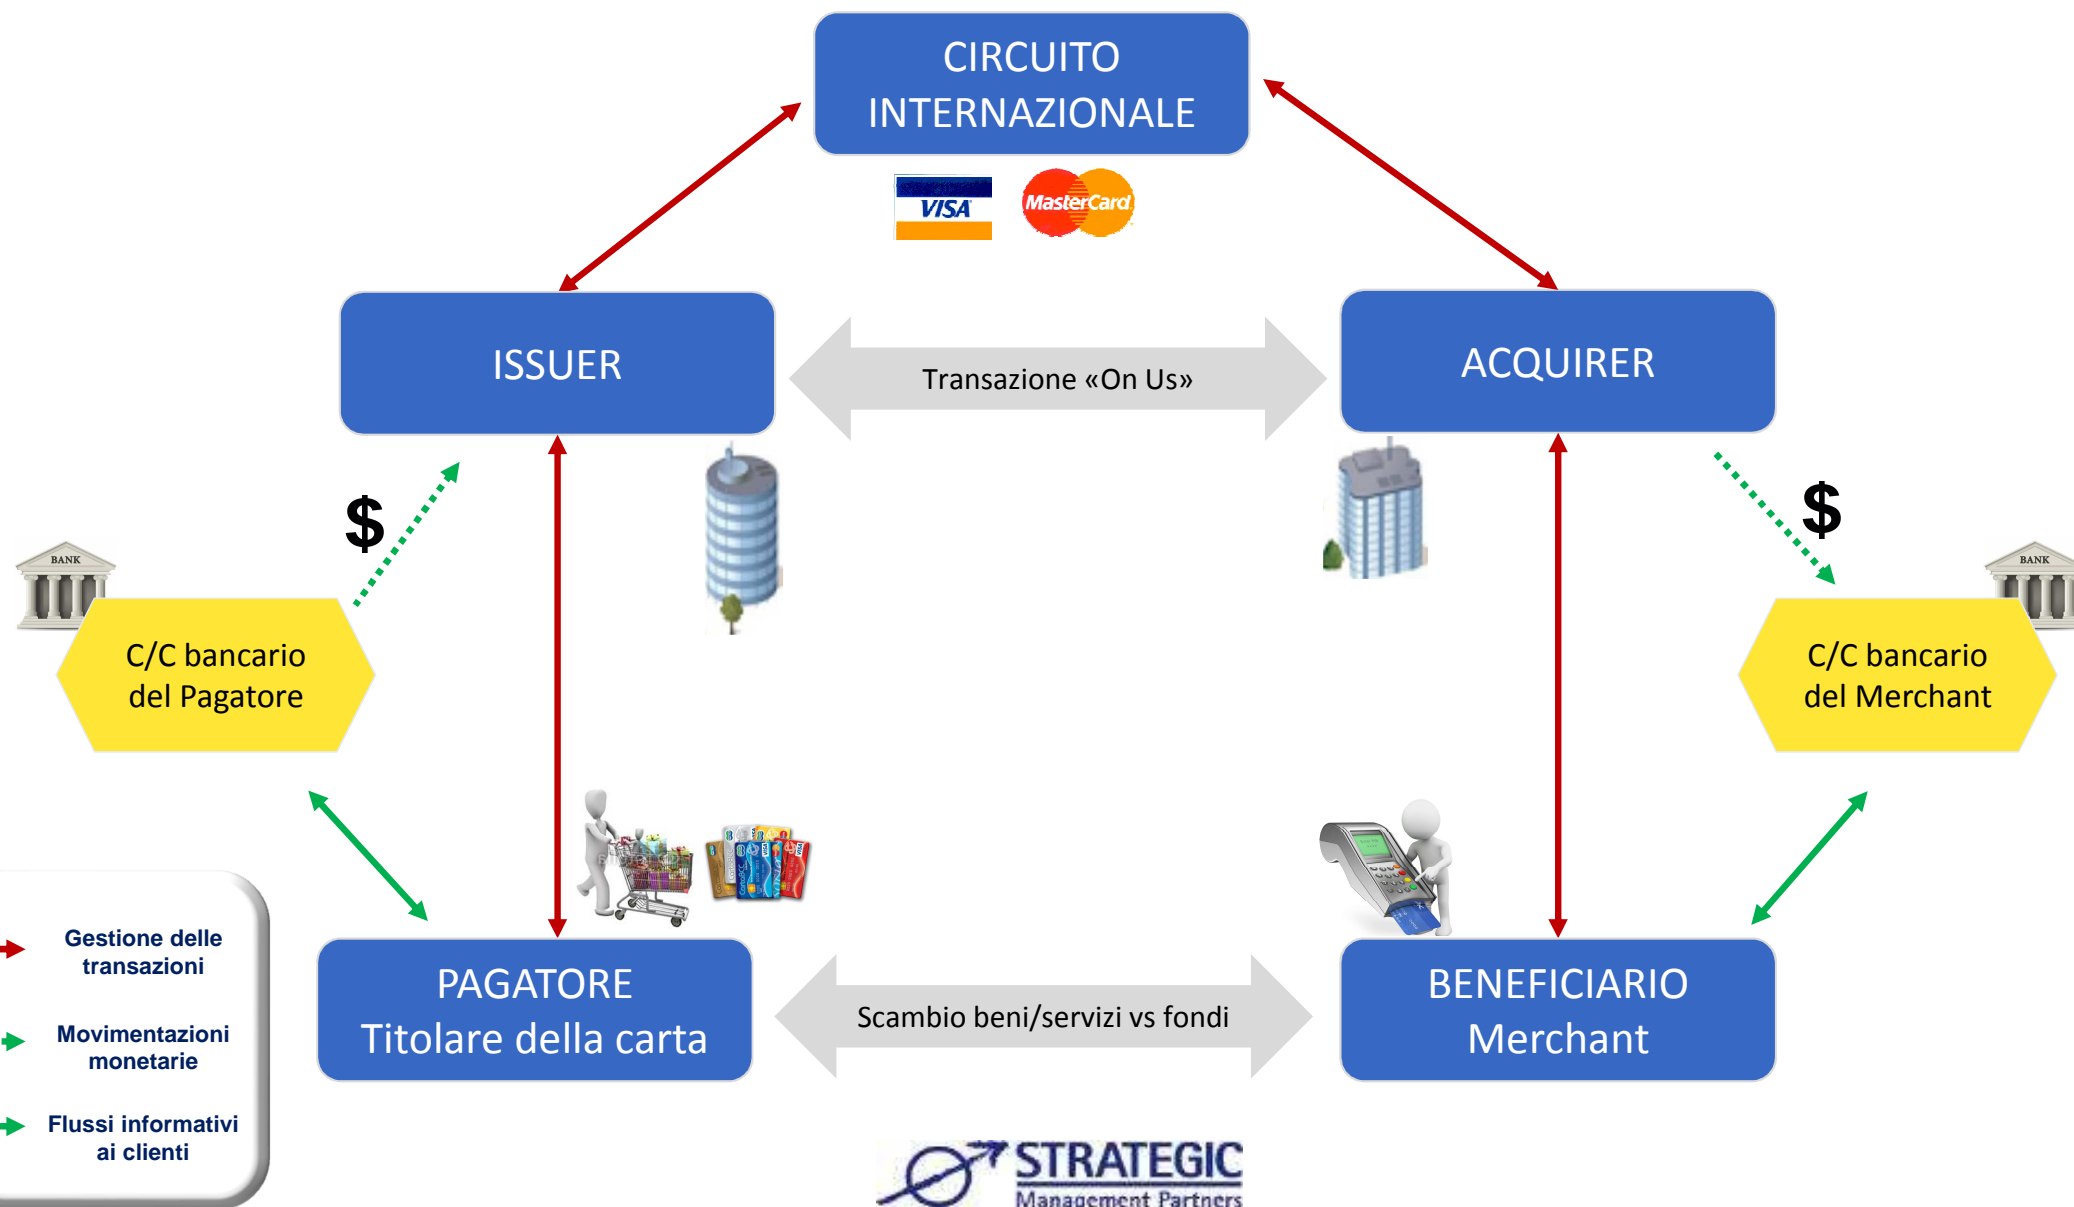 CIRCUITO
INTERNAZIONALE
VISA
MasterCard
ISSUER
Transazione «On Us»
ACQUIRER
$
$
BANK
BANK
C/C bancario
del Pagatore
C/C bancario
del Merchant
Gestione delle
transazioni
Movimentazioni
monetarie
Flussi informativi
ai clienti
PAGATORE
Titolare della carta
Scambio beni/servizi vs fondi
BENEFICIARIO
Merchant
STRATEGIC
Management Partners